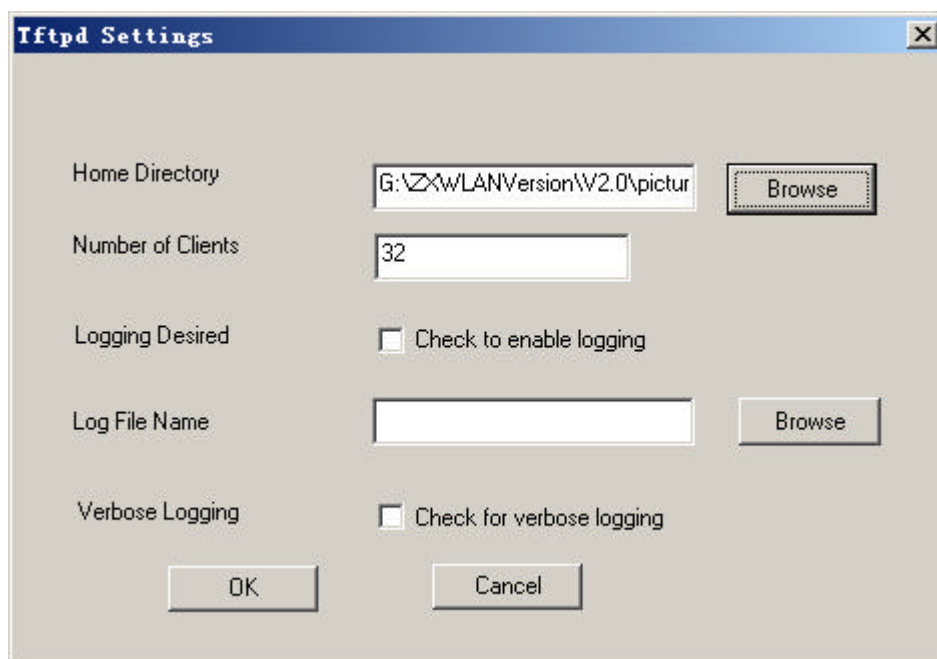 Tftpd Settings
Home Directory
G:\ZXWLANVersion\V2.0\pictur
Browse
Number of Clients
32
Logging Desired
Check to enable logging
Log File Name
Browse
Verbose Logging
Check for verbose logging
OK
Cancel